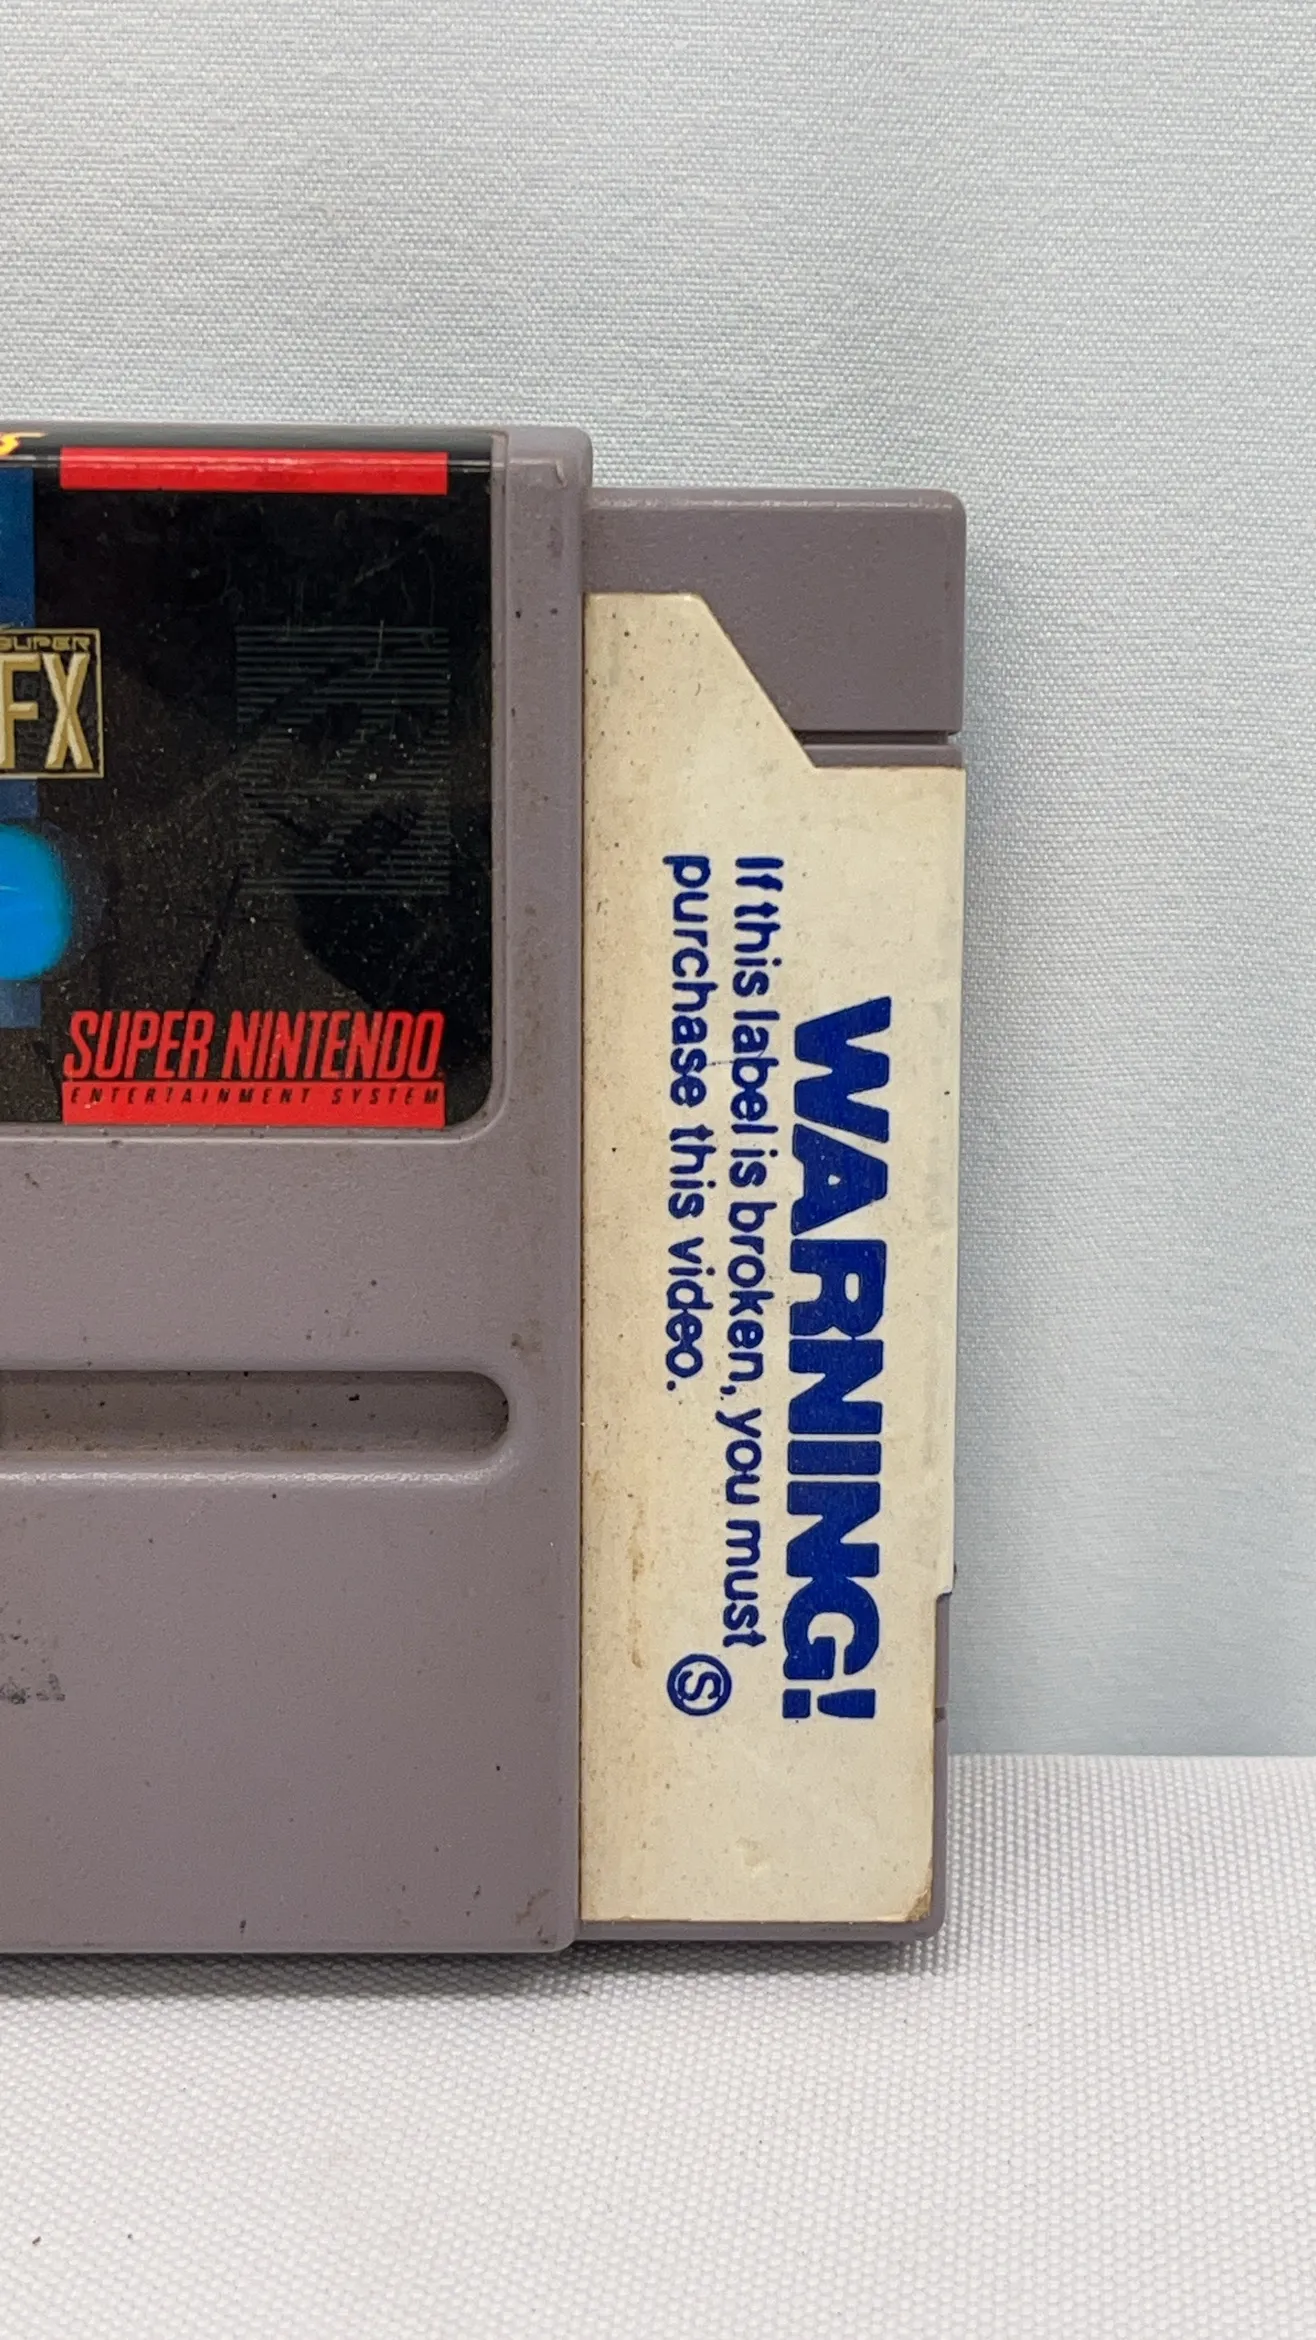 SUPER
FX
SUPER NINTENDO
ENTERTAINMENT SYSTEM
WARNING!
If this label is broken, you must
purchase this video.
S